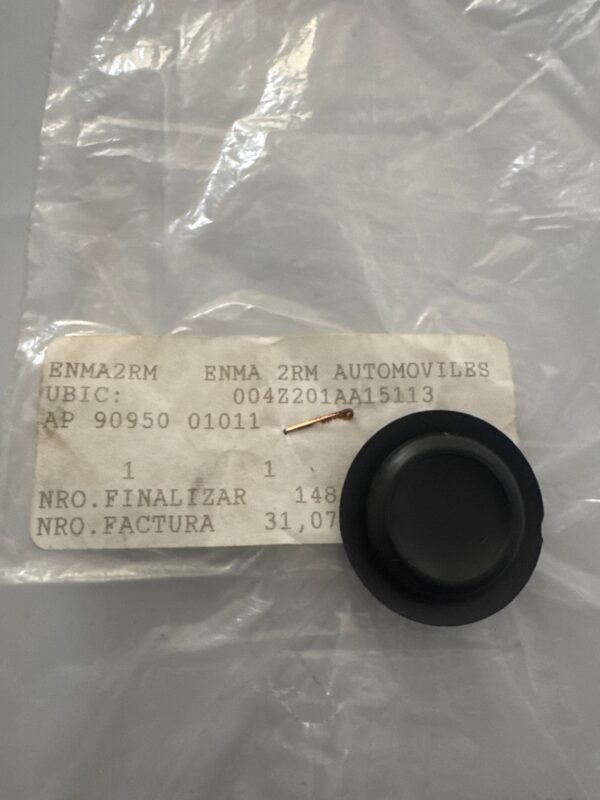 ENMA2RM ENMA 2RM AUTOMOVILES
UBIC: 004Z201AA15113
AP 90950 01011
1 1
NRO.FINALIZAR 148
NRO.FACTURA 31,07